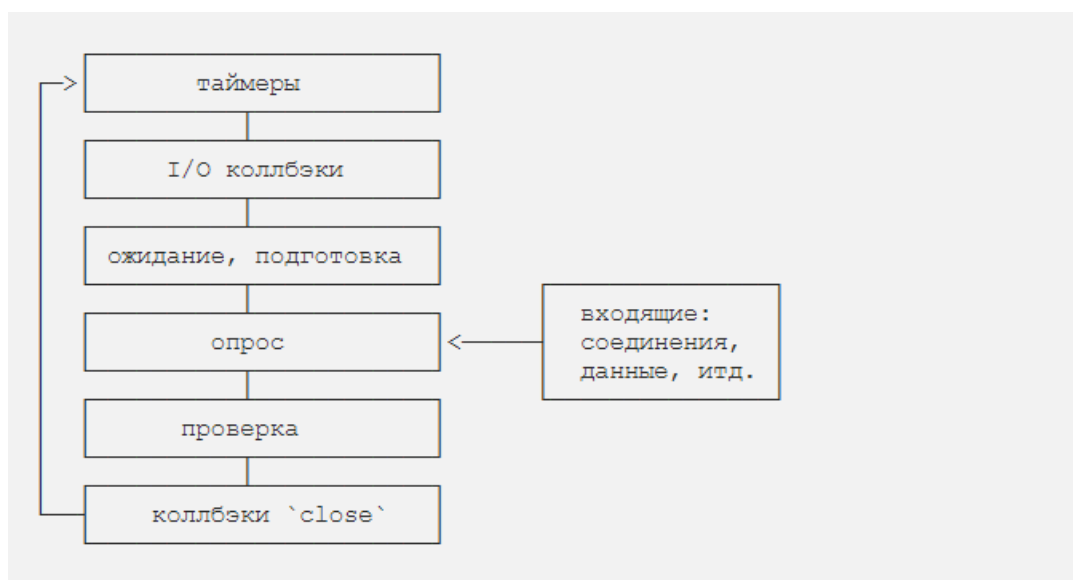 таймеры
I/O коллбэки
ожидание, подготовка
опрос
входящие:
соединения,
данные, итд.
проверка
коллбэки `close`